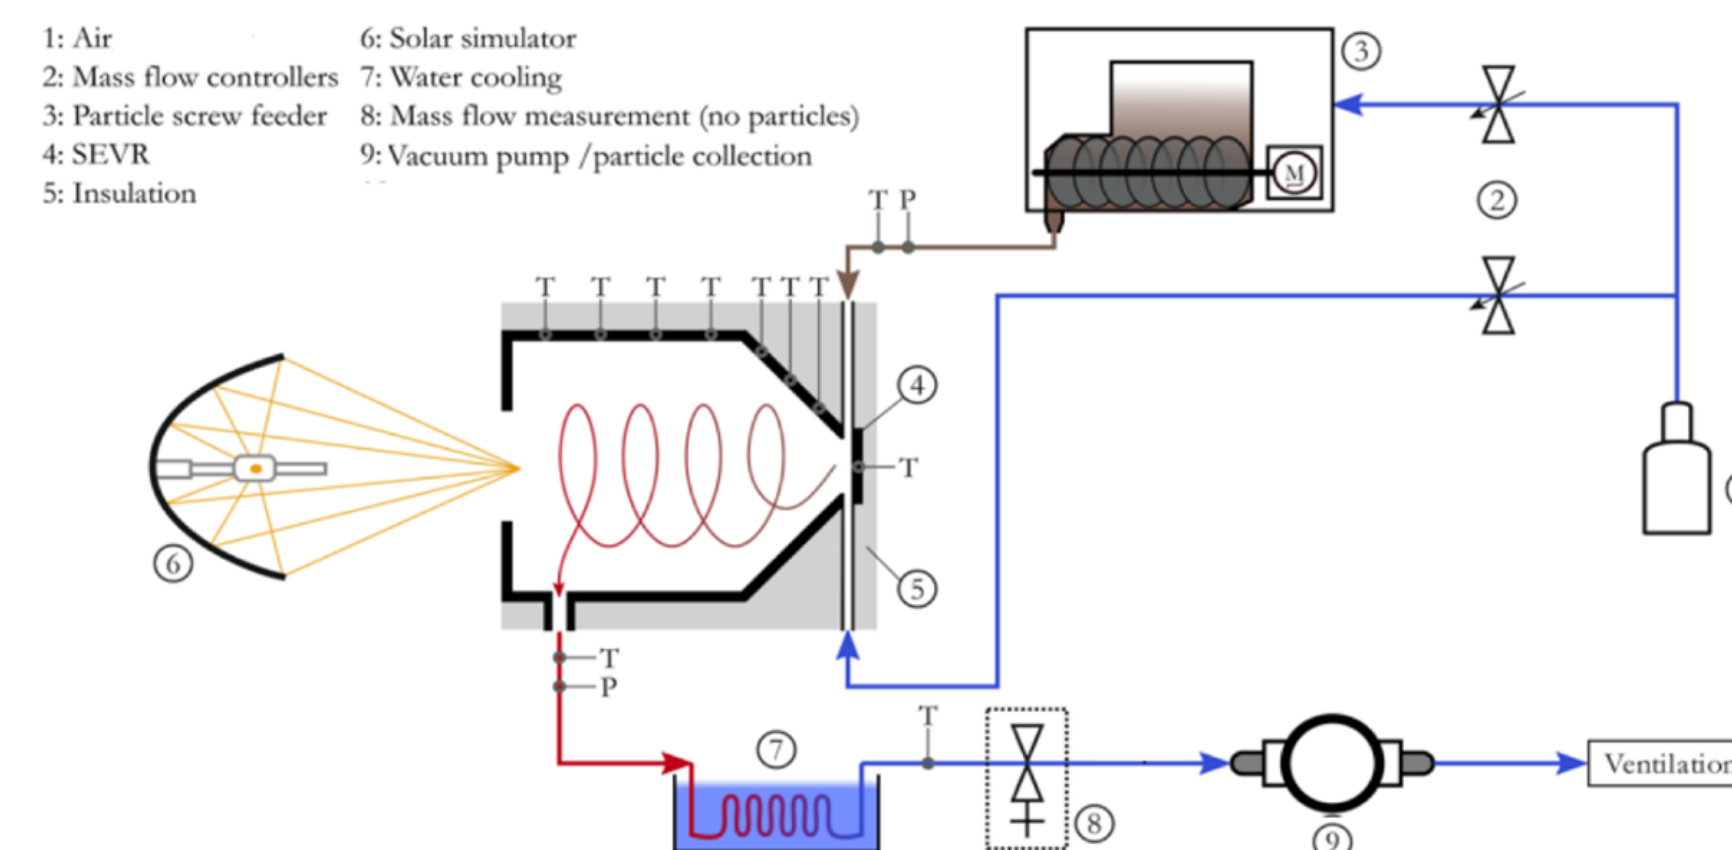 1: Air
2: Mass flow controllers
3: Particle screw feeder
4: SEVR
5: Insulation
6: Solar simulator
7: Water cooling
8: Mass flow measurement (no particles)
9: Vacuum pump /particle collection
3
M
2
T P
T T T T T T T
4
T
6
5
T
P
T
7
8
Ventilation
9